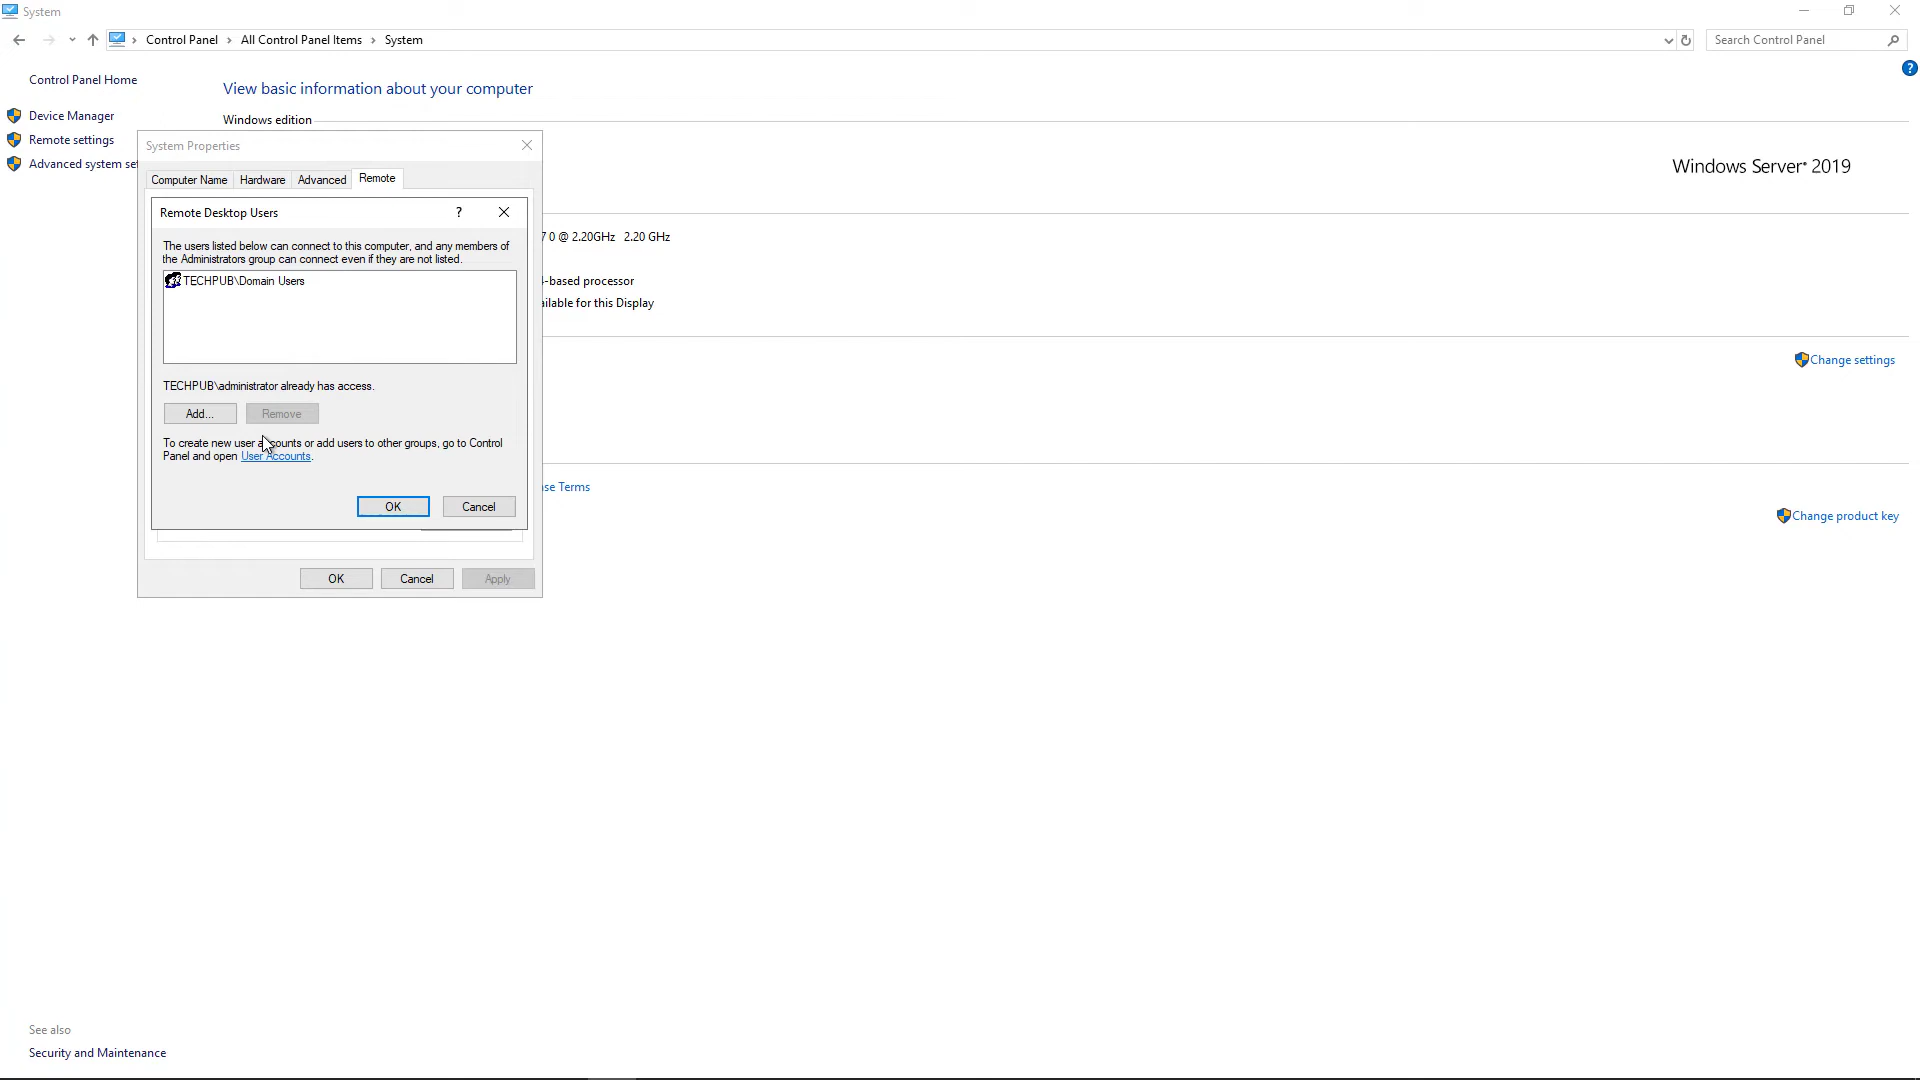 System
Control Panel > All Control Panel Items > System
Search Control Panel
?
Control Panel Home
Device Manager
Remote settings
Advanced system
View basic information about your computer
Windows edition
Windows Server 2019
0 @ 2.20GHz 2.20 GHz
-based processor
ailable for this Display
Change settings
se Terms
Change product key
System Properties
Computer Name Hardware Advanced Remote
Remote Desktop Users ?
The users listed below can connect to this computer, and any members of
the Administrators group can connect even if they are not listed.
TECHPUB\Domain Users
TECHPUB\administrator already has access.
Add... Remove
To create new user accounts or add users to other groups, go to Control
Panel and open User Accounts.
OK Cancel
OK Cancel Apply
See also
Security and Maintenance